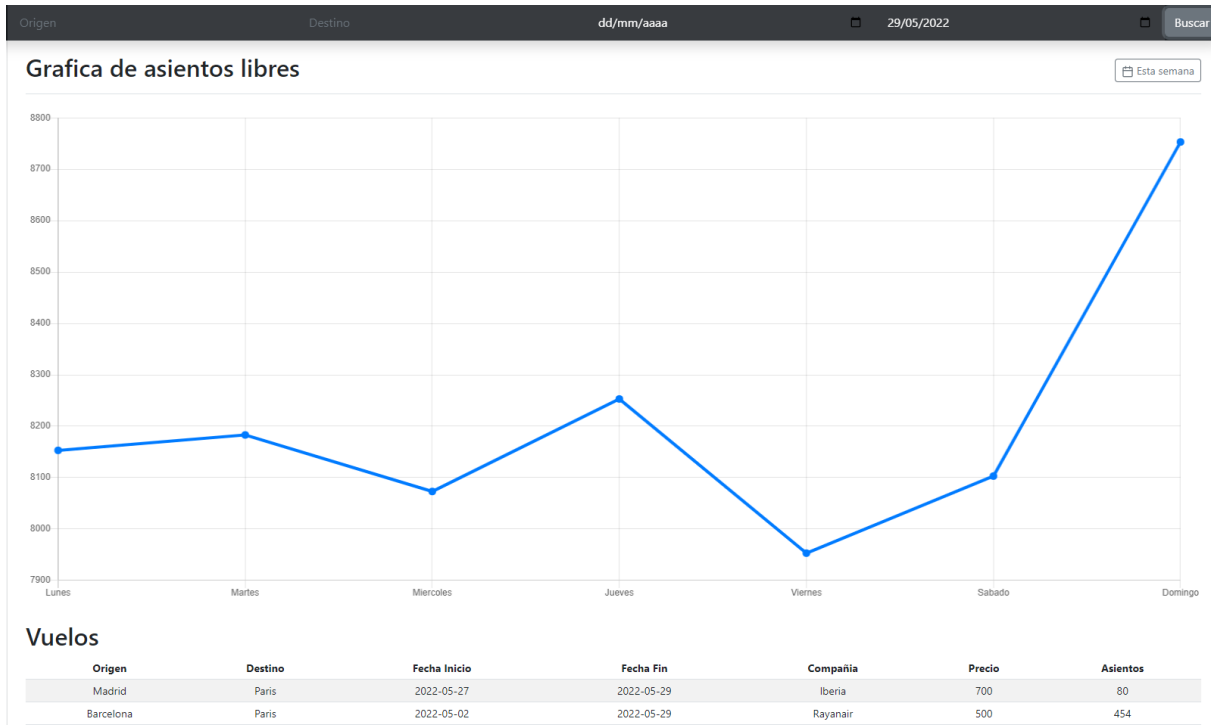 Origen Destino dd/mm/aaaa 29/05/2022 Buscar
Grafica de asientos libres Esta semana
8800
8700
8600
8500
8400
8300
8200
8100
8000
7900
Lunes Martes Miercoles Jueves Viernes Sabado Domingo
Vuelos
Origen Destino Fecha Inicio Fecha Fin Compañia Precio Asientos
Madrid Paris 2022-05-27 2022-05-29 Iberia 700 80
Barcelona Paris 2022-05-02 2022-05-29 Rayanair 500 454